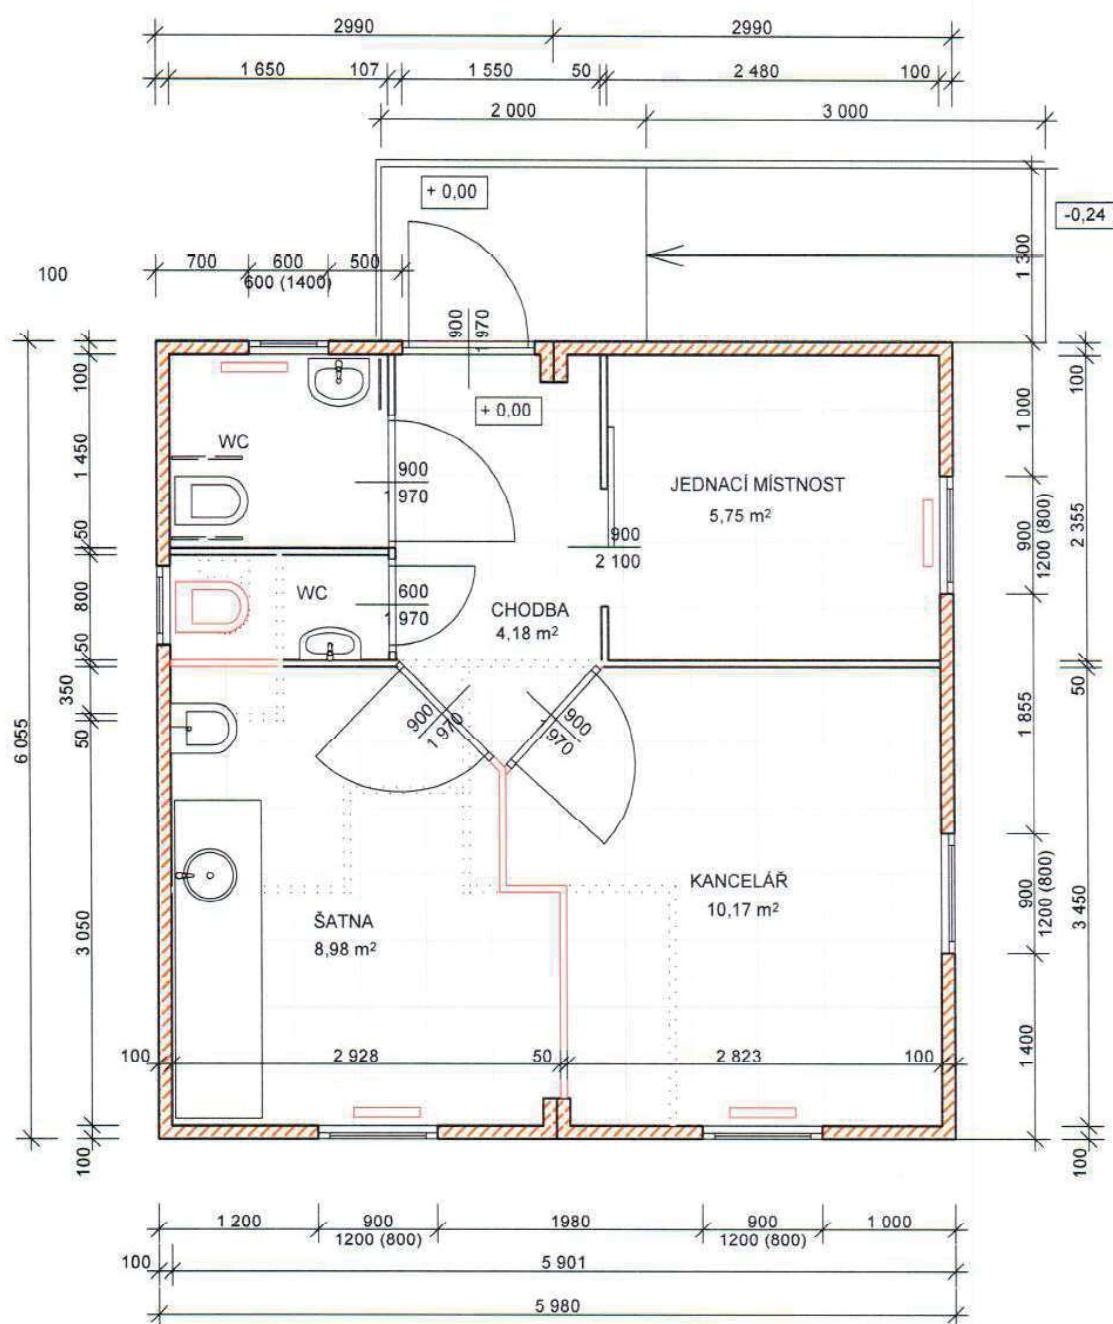 2990 2990
1 650 107 1 550 50 2 480 100
2 000 3 000
+ 0,00
-0,24
1 300
700 600 500
600 (1400)
100
900
1 970
100
1 450
50
800
50
350
50
3 050
100
6 055
+ 0,00
WC
900
1 970
JEDNACÍ MÍSTNOST
5,75 m²
900
2 100
WC
600
1 970
CHODBA
4,18 m²
900
1 970
900
1 970
1 000
900
1200 (800)
1 855
900
1200 (800)
1 400
100
2 355
50
3 450
100
KANCELÁŘ
10,17 m²
ŠATNA
8,98 m²
100 2 928 50 2 823 100
1 200 900 1980 900 1 000
1200 (800) 1200 (800)
100 5 901
5 980